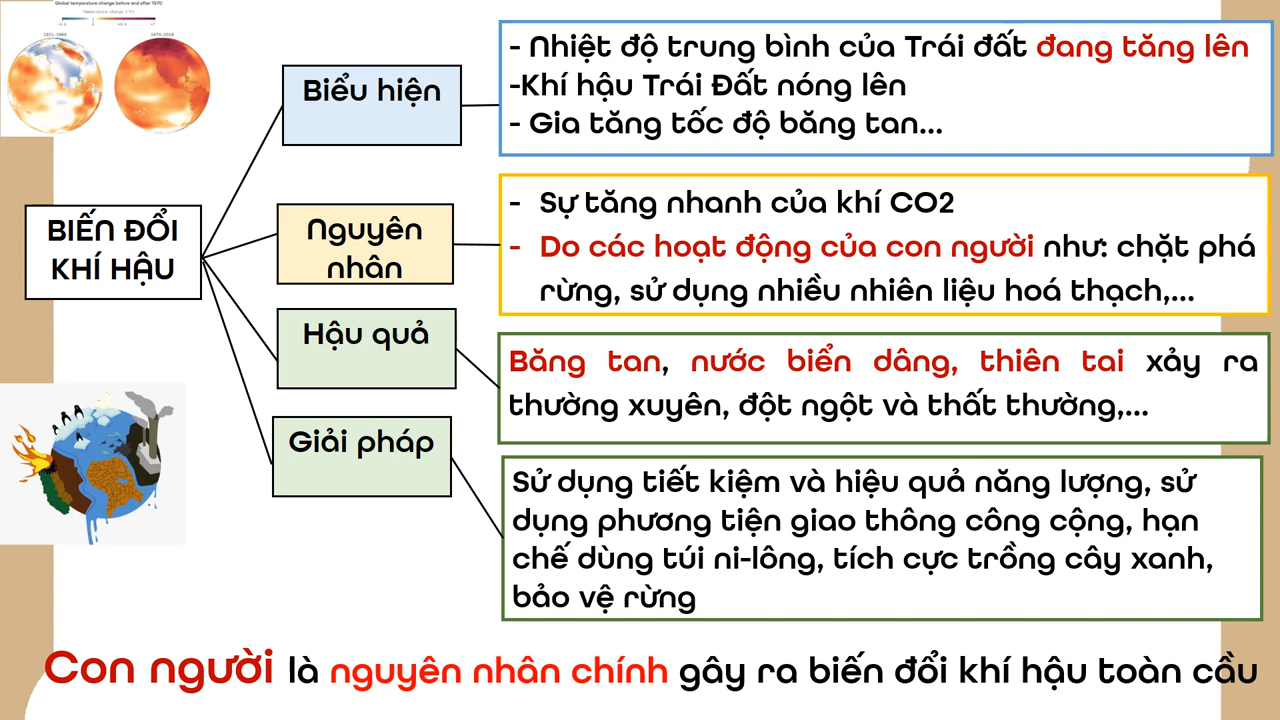 Global temperature change before and after 1970
Temperature change (°F)
1970-2018
BIẾN ĐỔI
KHÍ HẬU
Biểu hiện
- Nhiệt độ trung bình của Trái đất đang tăng lên
-Khí hậu Trái Đất nóng lên
- Gia tăng tốc độ băng tan...
Nguyên
nhân
- Sự tăng nhanh của khí CO2
- Do các hoạt động của con người như: chặt phá
rừng, sử dụng nhiều nhiên liệu hoá thạch,...
Hậu quả
Băng tan, nước biển dâng, thiên tai xảy ra
thường xuyên, đột ngột và thất thường,...
Giải pháp
Sử dụng tiết kiệm và hiệu quả năng lượng, sử
dụng phương tiện giao thông công cộng, hạn
chế dùng túi ni-lông, tích cực trồng cây xanh,
bảo vệ rừng
Con người là nguyên nhân chính gây ra biến đổi khí hậu toàn cầu